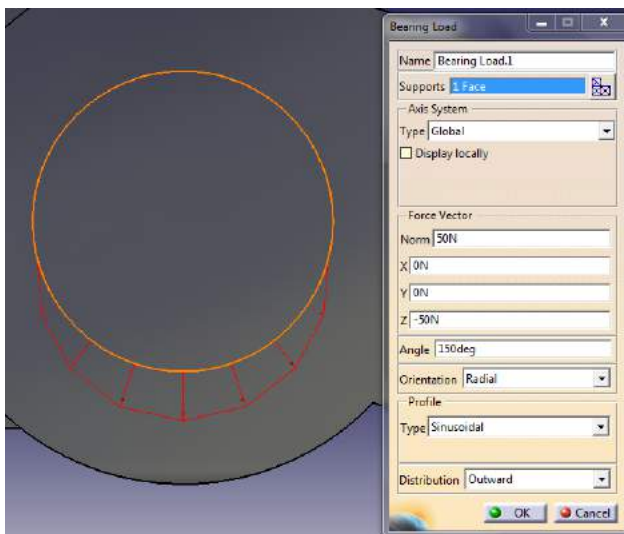 Bearing Load
Name Bearing Load.1
Supports 1 Face
Axis System
Type Global
Display locally
Force Vector
Norm 50N
X 0N
Y 0N
Z -50N
Angle 150deg
Orientation Radial
Profile
Type Sinusoidal
Distribution Outward
OK Cancel